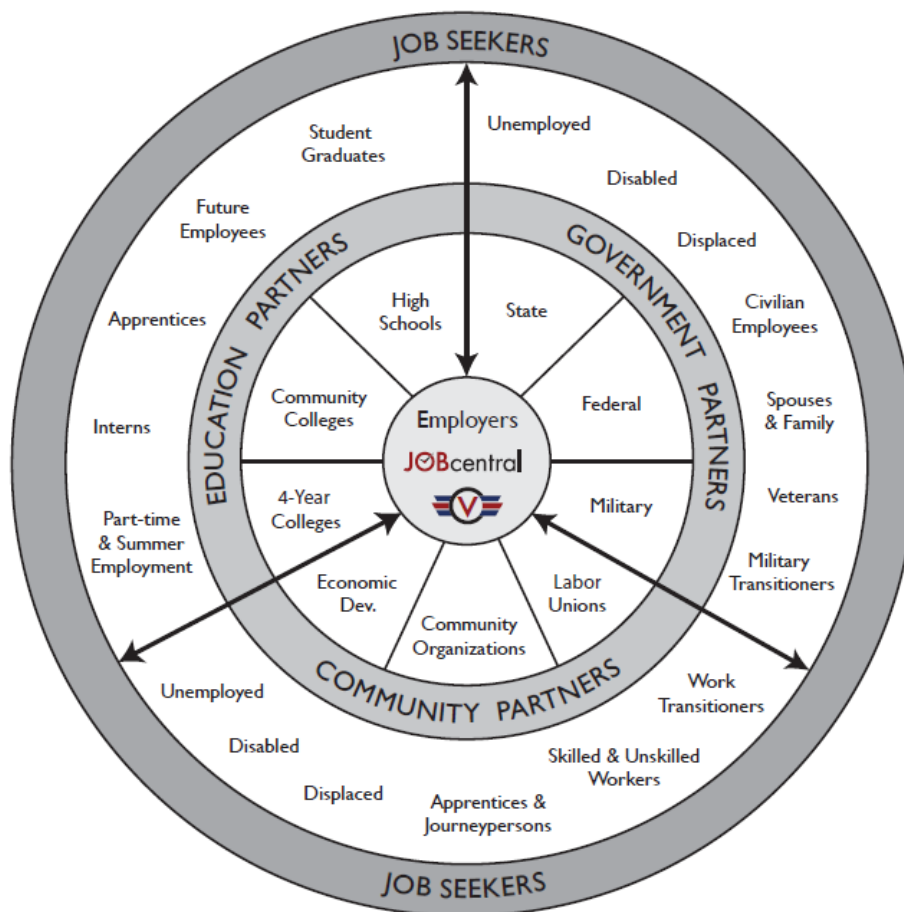 JOB SEEKERS
Student
Graduates
Unemployed
Disabled
Future
Employees
Displaced
Apprentices
Civilian
Employees
Interns
Spouses
& Family
Veterans
Part-time
& Summer
Employment
Military
Transitioners
EDUCATION PARTNERS
GOVERNMENT PARTNERS
High
Schools
State
Community
Colleges
Federal
Employers
JOBcentral
V
4-Year
Colleges
Military
Economic
Dev.
Labor
Unions
Community
Organizations
COMMUNITY PARTNERS
Unemployed
Work
Transitioners
Disabled
Skilled & Unskilled
Workers
Displaced
Apprentices &
Journeypersons
JOB SEEKERS